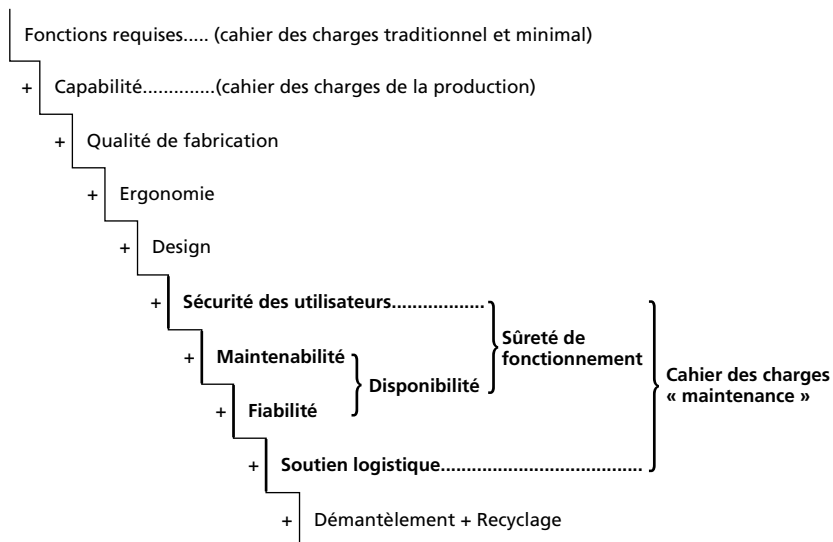 Fonctions requises..... (cahier des charges traditionnel et minimal)
+ Capabilité..............(cahier des charges de la production)
+ Qualité de fabrication
+ Ergonomie
+ Design
+ Sécurité des utilisateurs..................
+ Maintenabilité
+ Fiabilité
Disponibilité
Sûreté de
fonctionnement
Cahier des charges
« maintenance »
+ Soutien logistique.......................................
+ Démantèlement + Recyclage